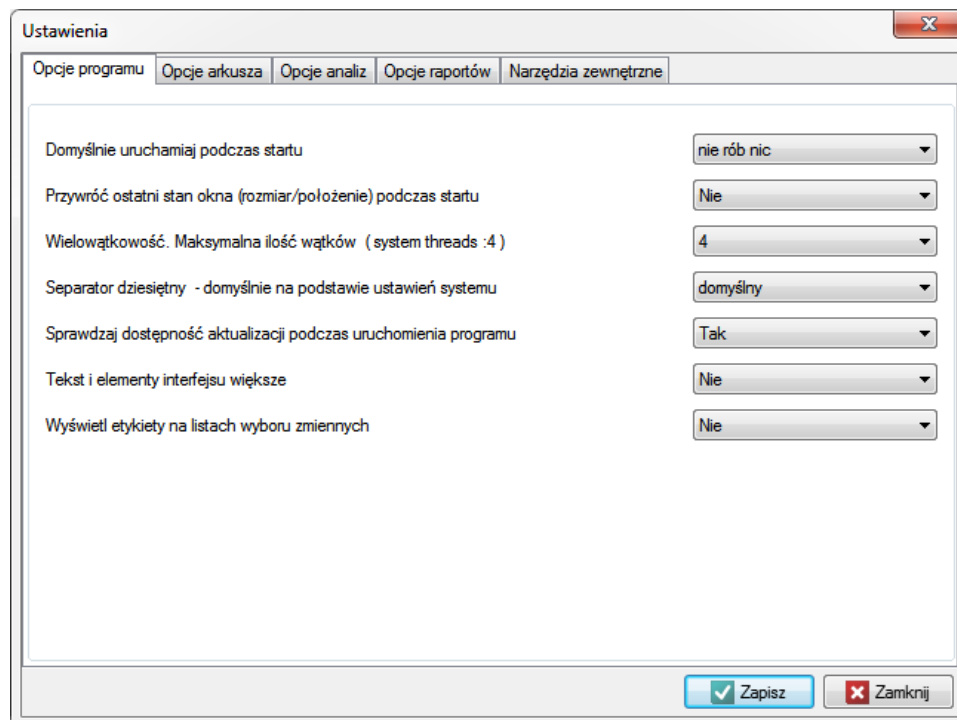 Ustawienia
Opcje programu Opcje arkusza Opcje analiz Opcje raportów Narzędzia zewnętrzne
Domyślnie uruchamiaj podczas startu nie rób nic
Przywróć ostatni stan okna (rozmiar/położenie) podczas startu Nie
Wielowątkowość. Maksymalna ilość wątków ( system threads :4 ) 4
Separator dziesiętny - domyślnie na podstawie ustawień systemu domyślny
Sprawdzaj dostępność aktualizacji podczas uruchomienia programu Tak
Tekst i elementy interfejsu większe Nie
Wyświetl etykiety na listach wyboru zmiennych Nie
Zapisz Zamknij